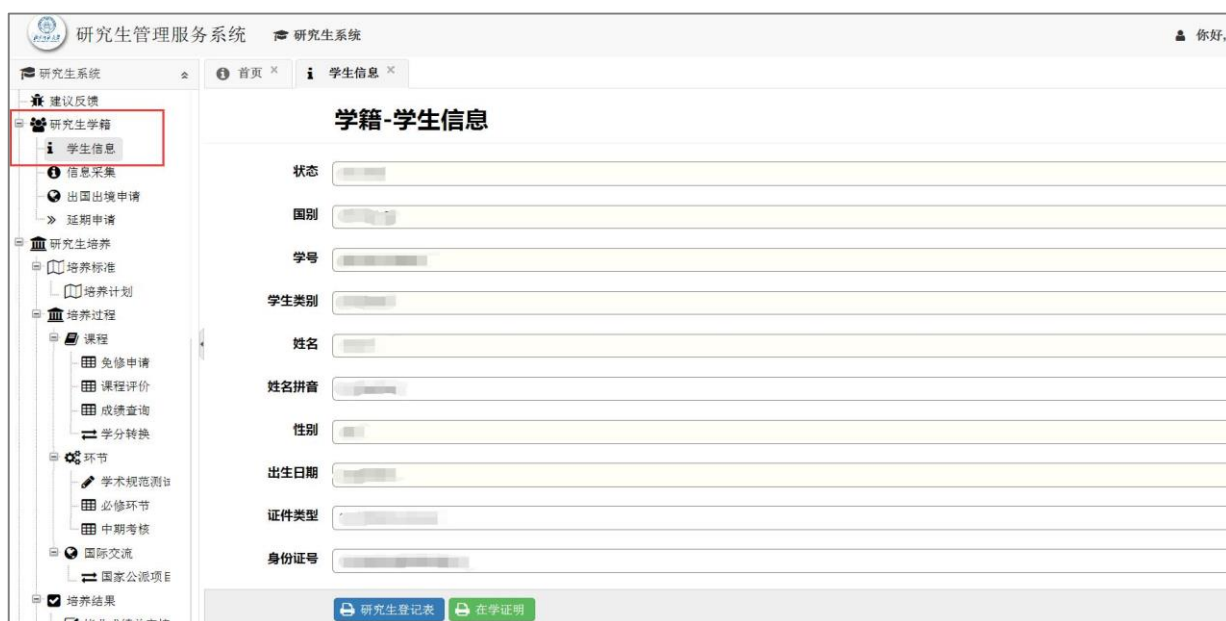 研究生管理服务系统 研究生系统 你好,
研究生系统
首页 × 学生信息 ×
建议反馈
研究生学籍
学生信息
信息采集
出国出境申请
延期申请
研究生培养
培养标准
培养计划
培养过程
课程
免修申请
课程评价
成绩查询
学分转换
环节
学术规范测试
必修环节
中期考核
国际交流
国家公派项目
培养结果
学籍-学生信息
状态
国别
学号
学生类别
姓名
姓名拼音
性别
出生日期
证件类型
身份证号
研究生登记表 在学证明